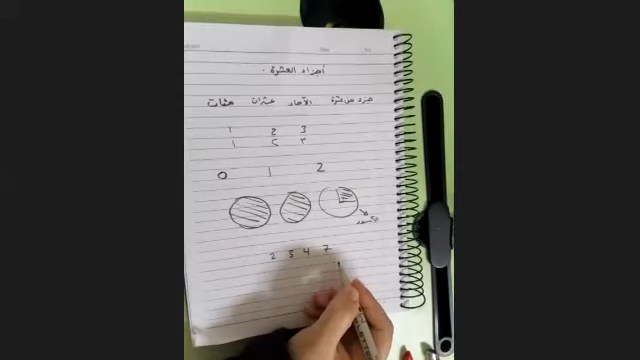 أجزاء العشرة .
جزء من عشرة الآحاد عشرات مئات
1 2 3
١ ٢ ٣
0 1 2
الكسور
2 3 4 7